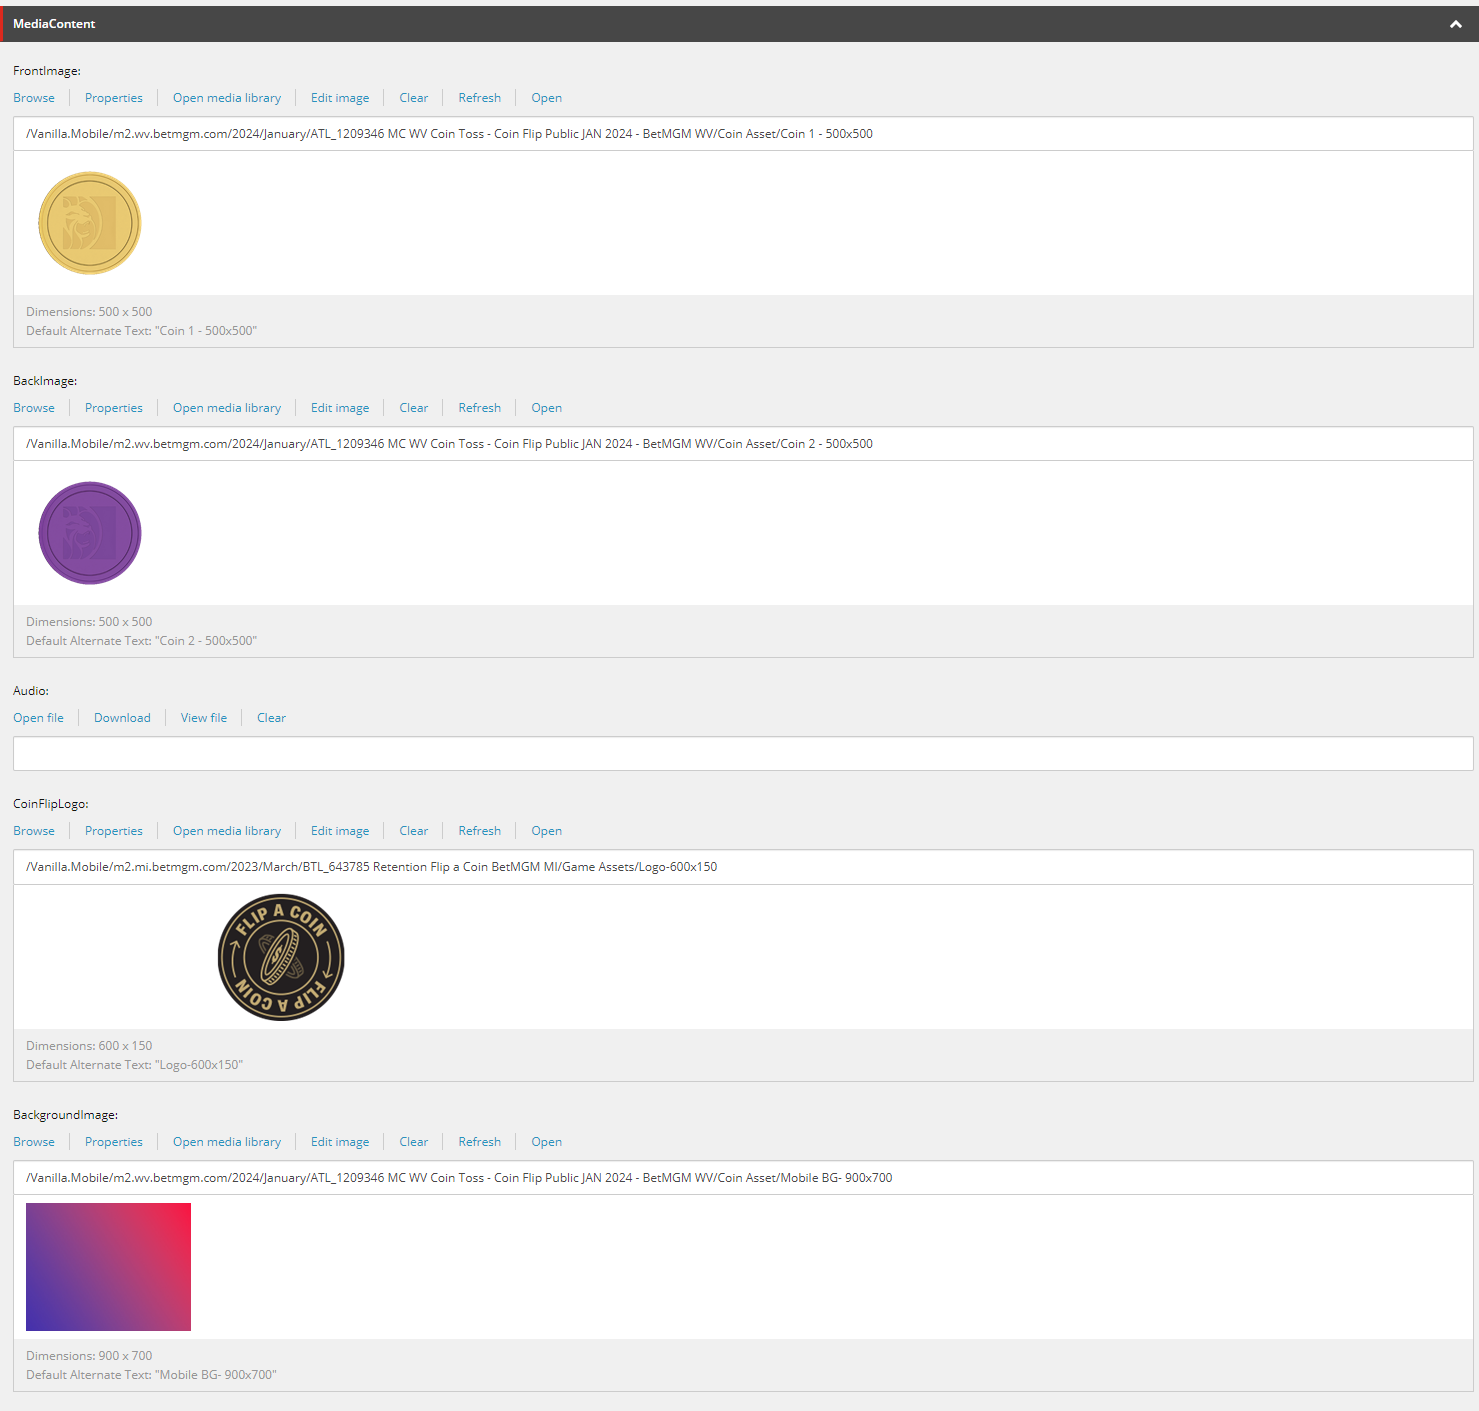 MediaContent
FrontImage:
Browse Properties Open media library Edit image Clear Refresh Open
/Vanilla.Mobile/m2.wv.betmgm.com/2024/January/ATL_1209346 MC WV Coin Toss - Coin Flip Public JAN 2024 - BetMGM WV/Coin Asset/Coin 1 - 500x500
Dimensions: 500 x 500
Default Alternate Text: "Coin 1 - 500x500"
BackImage:
Browse Properties Open media library Edit image Clear Refresh Open
/Vanilla.Mobile/m2.wv.betmgm.com/2024/January/ATL_1209346 MC WV Coin Toss - Coin Flip Public JAN 2024 - BetMGM WV/Coin Asset/Coin 2 - 500x500
Dimensions: 500 x 500
Default Alternate Text: "Coin 2 - 500x500"
Audio:
Open file Download View file Clear
CoinFlipLogo:
Browse Properties Open media library Edit image Clear Refresh Open
/Vanilla.Mobile/m2.mi.betmgm.com/2023/March/BTL_643785 Retention Flip a Coin BetMGM MI/Game Assets/Logo-600x150
FLIP A COIN
FLIP A COIN
Dimensions: 600 x 150
Default Alternate Text: "Logo-600x150"
BackgroundImage:
Browse Properties Open media library Edit image Clear Refresh Open
/Vanilla.Mobile/m2.wv.betmgm.com/2024/January/ATL_1209346 MC WV Coin Toss - Coin Flip Public JAN 2024 - BetMGM WV/Coin Asset/Mobile BG- 900x700
Dimensions: 900 x 700
Default Alternate Text: "Mobile BG- 900x700"